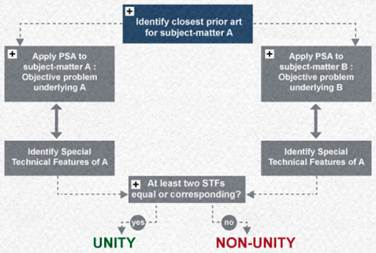 Identify closest prior art
for subject-matter A
Apply PSA to
subject-matter A :
Objective problem
underlying A
Apply PSA to
subject-matter B :
Objective problem
underlying B
Identify Special
Technical Features of A
Identify Special
Technical Features of A
At least two STFs
equal or corresponding?
yes
no
UNITY
NON-UNITY